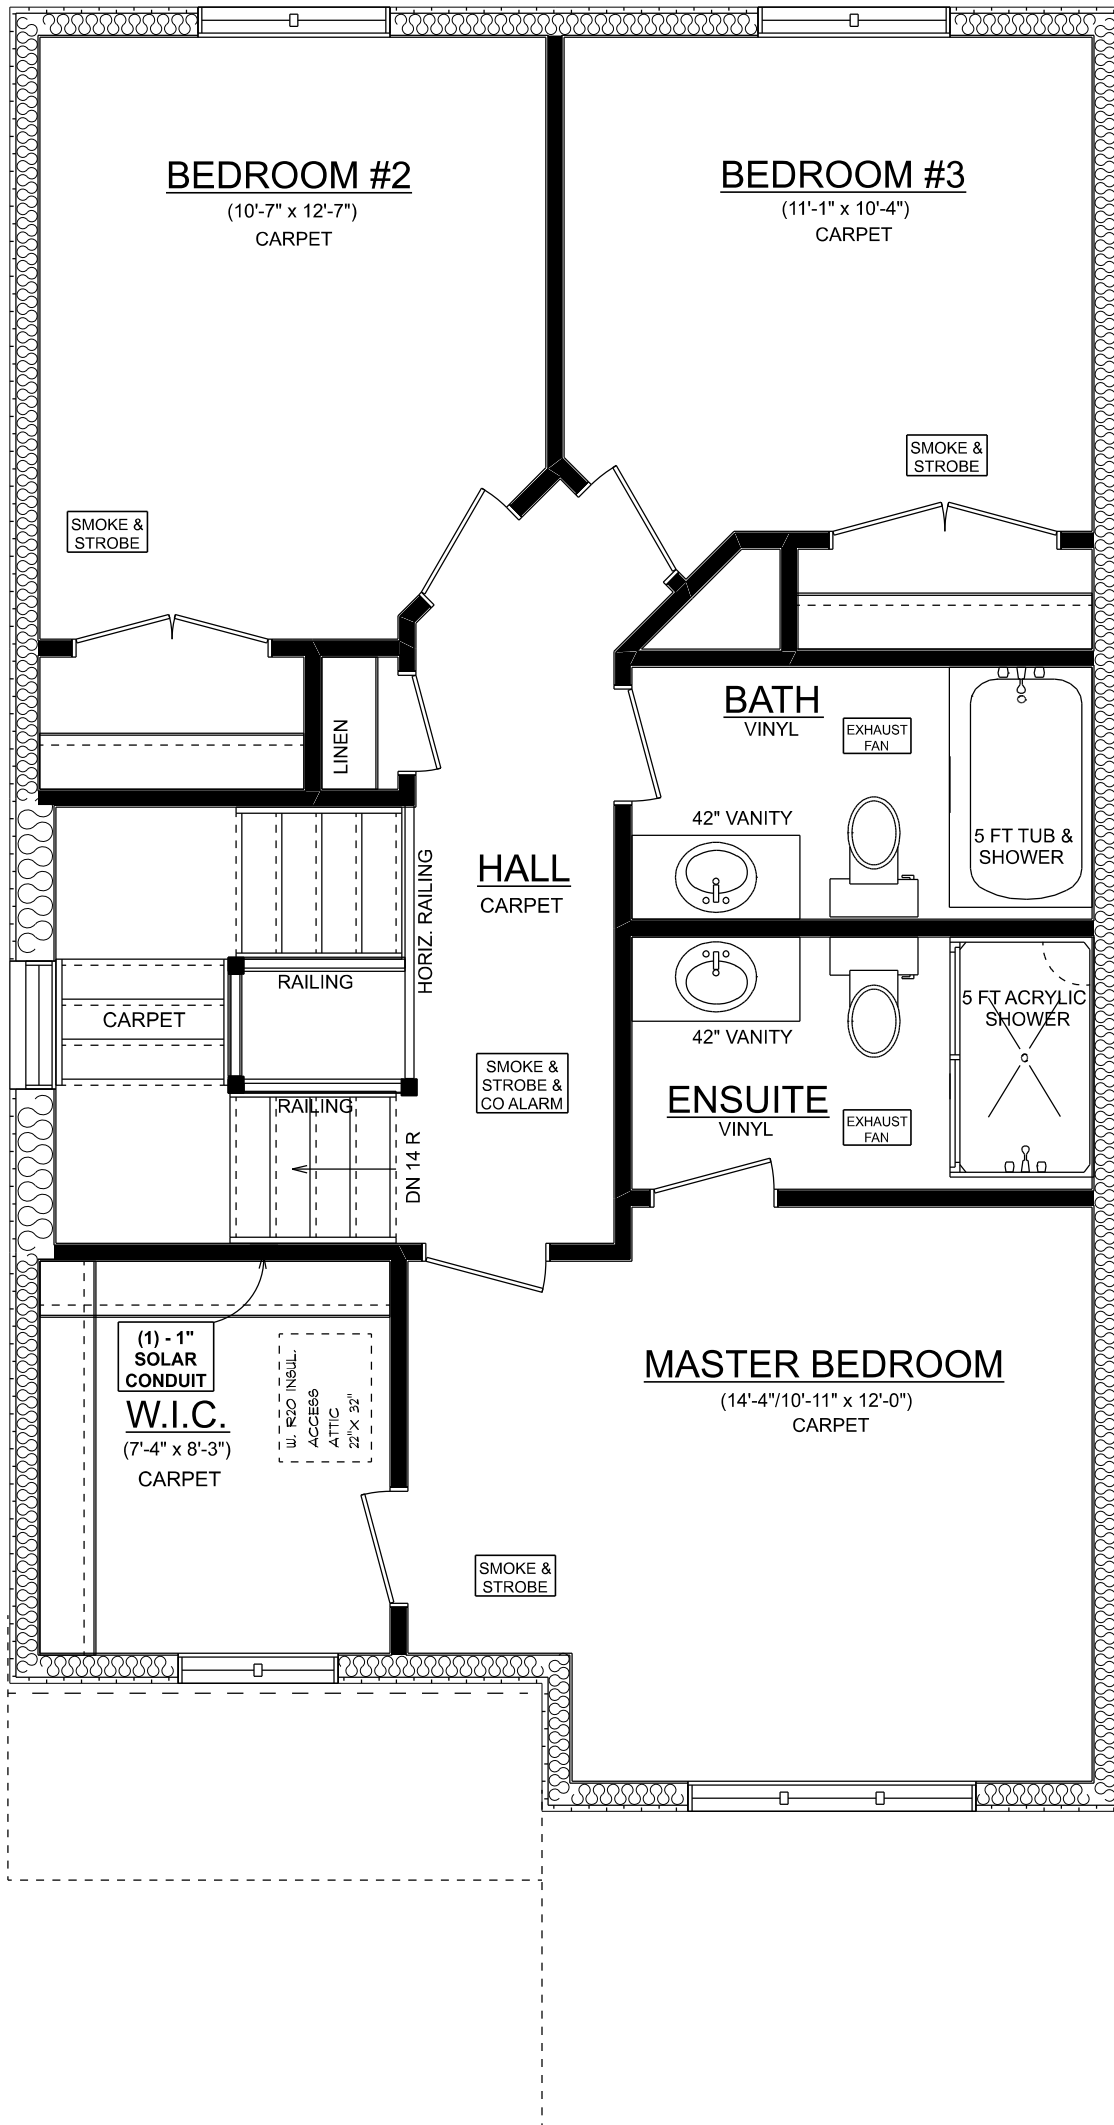 BEDROOM #2
(10'-7" x 12'-7")
CARPET
BEDROOM #3
(11'-1" x 10'-4")
CARPET
SMOKE &
STROBE
SMOKE &
STROBE
LINEN
BATH
VINYL
EXHAUST
FAN
42" VANITY
5 FT TUB &
SHOWER
HALL
CARPET
HORIZ. RAILING
RAILING
CARPET
RAILING
DN 14 R
SMOKE &
STROBE &
CO ALARM
42" VANITY
5 FT ACRYLIC
SHOWER
ENSUITE
VINYL
EXHAUST
FAN
(1) - 1"
SOLAR
CONDUIT
W.I.C.
(7'-4" x 8'-3")
CARPET
22"X 32"
ATTIC
ACCESS
W. R20 INSUL.
MASTER BEDROOM
(14'-4"/10'-11" x 12'-0")
CARPET
SMOKE &
STROBE